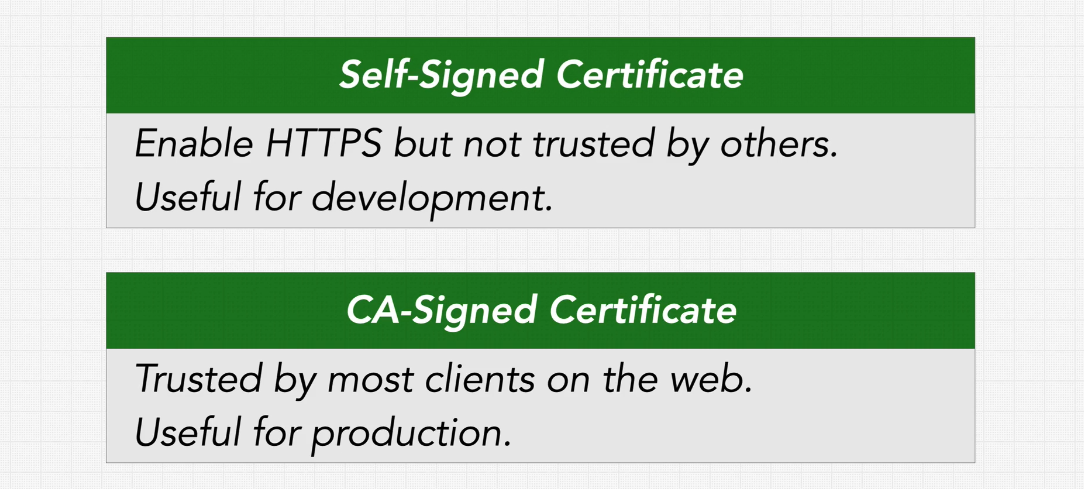 Self-Signed Certificate
Enable HTTPS but not trusted by others.
Useful for development.
CA-Signed Certificate
Trusted by most clients on the web.
Useful for production.